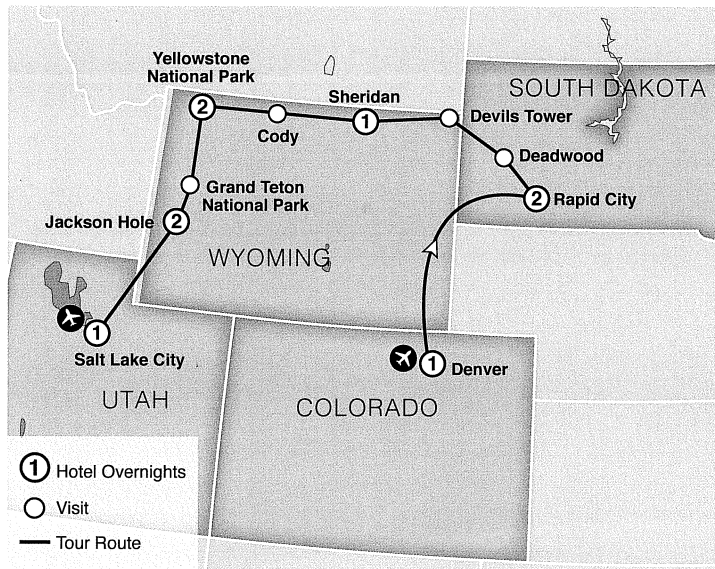 Yellowstone
National Park
2
Cody
Sheridan
1
Devils Tower
SOUTH DAKOTA
Deadwood
2
Rapid City
Grand Teton
National Park
Jackson Hole
2
WYOMING
1
Salt Lake City
UTAH
1
Denver
COLORADO
1 Hotel Overnights
Visit
Tour Route